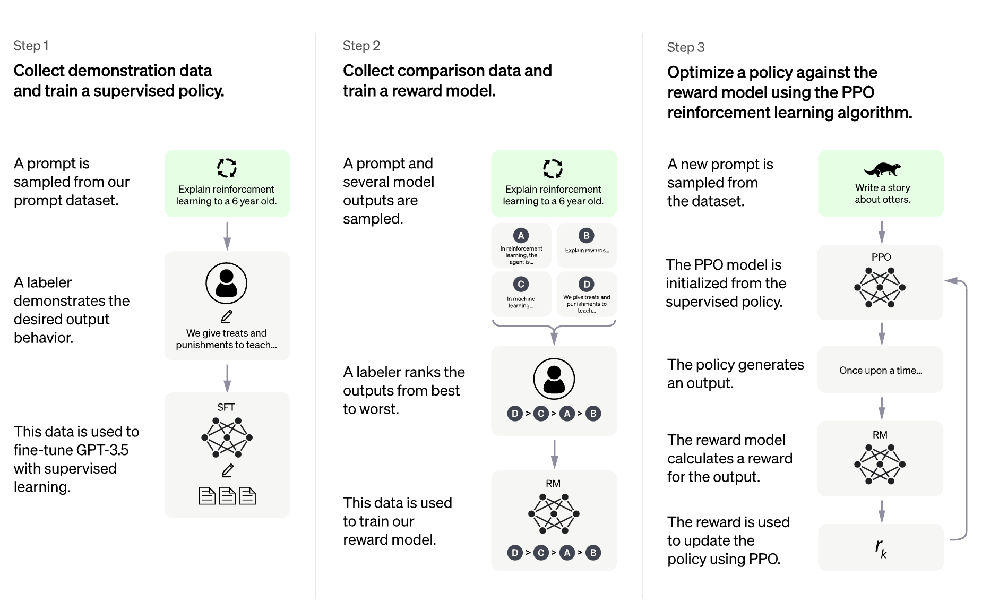 Step 1
Collect demonstration data
and train a supervised policy.
A prompt is
sampled from our
prompt dataset.
Explain reinforcement
learning to a 6 year old.
A labeler
demonstrates the
desired output
behavior.
We give treats and
punishments to teach...
This data is used to
fine-tune GPT-3.5
with supervised
learning.
SFT
Step 2
Collect comparison data and
train a reward model.
A prompt and
several model
outputs are
sampled.
Explain reinforcement
learning to a 6 year old.
A
In reinforcement
learning, the
agent is...
B
Explain rewards...
C
In machine
learning...
D
We give treats and
punishments to
teach...
A labeler ranks the
outputs from best
to worst.
D > C > A > B
This data is used
to train our
reward model.
RM
D > C > A > B
Step 3
Optimize a policy against the
reward model using the PPO
reinforcement learning algorithm.
A new prompt is
sampled from
the dataset.
Write a story
about otters.
The PPO model is
initialized from the
supervised policy.
PPO
The policy generates
an output.
Once upon a time...
The reward model
calculates a reward
for the output.
RM
The reward is used
to update the
policy using PPO.
r_k